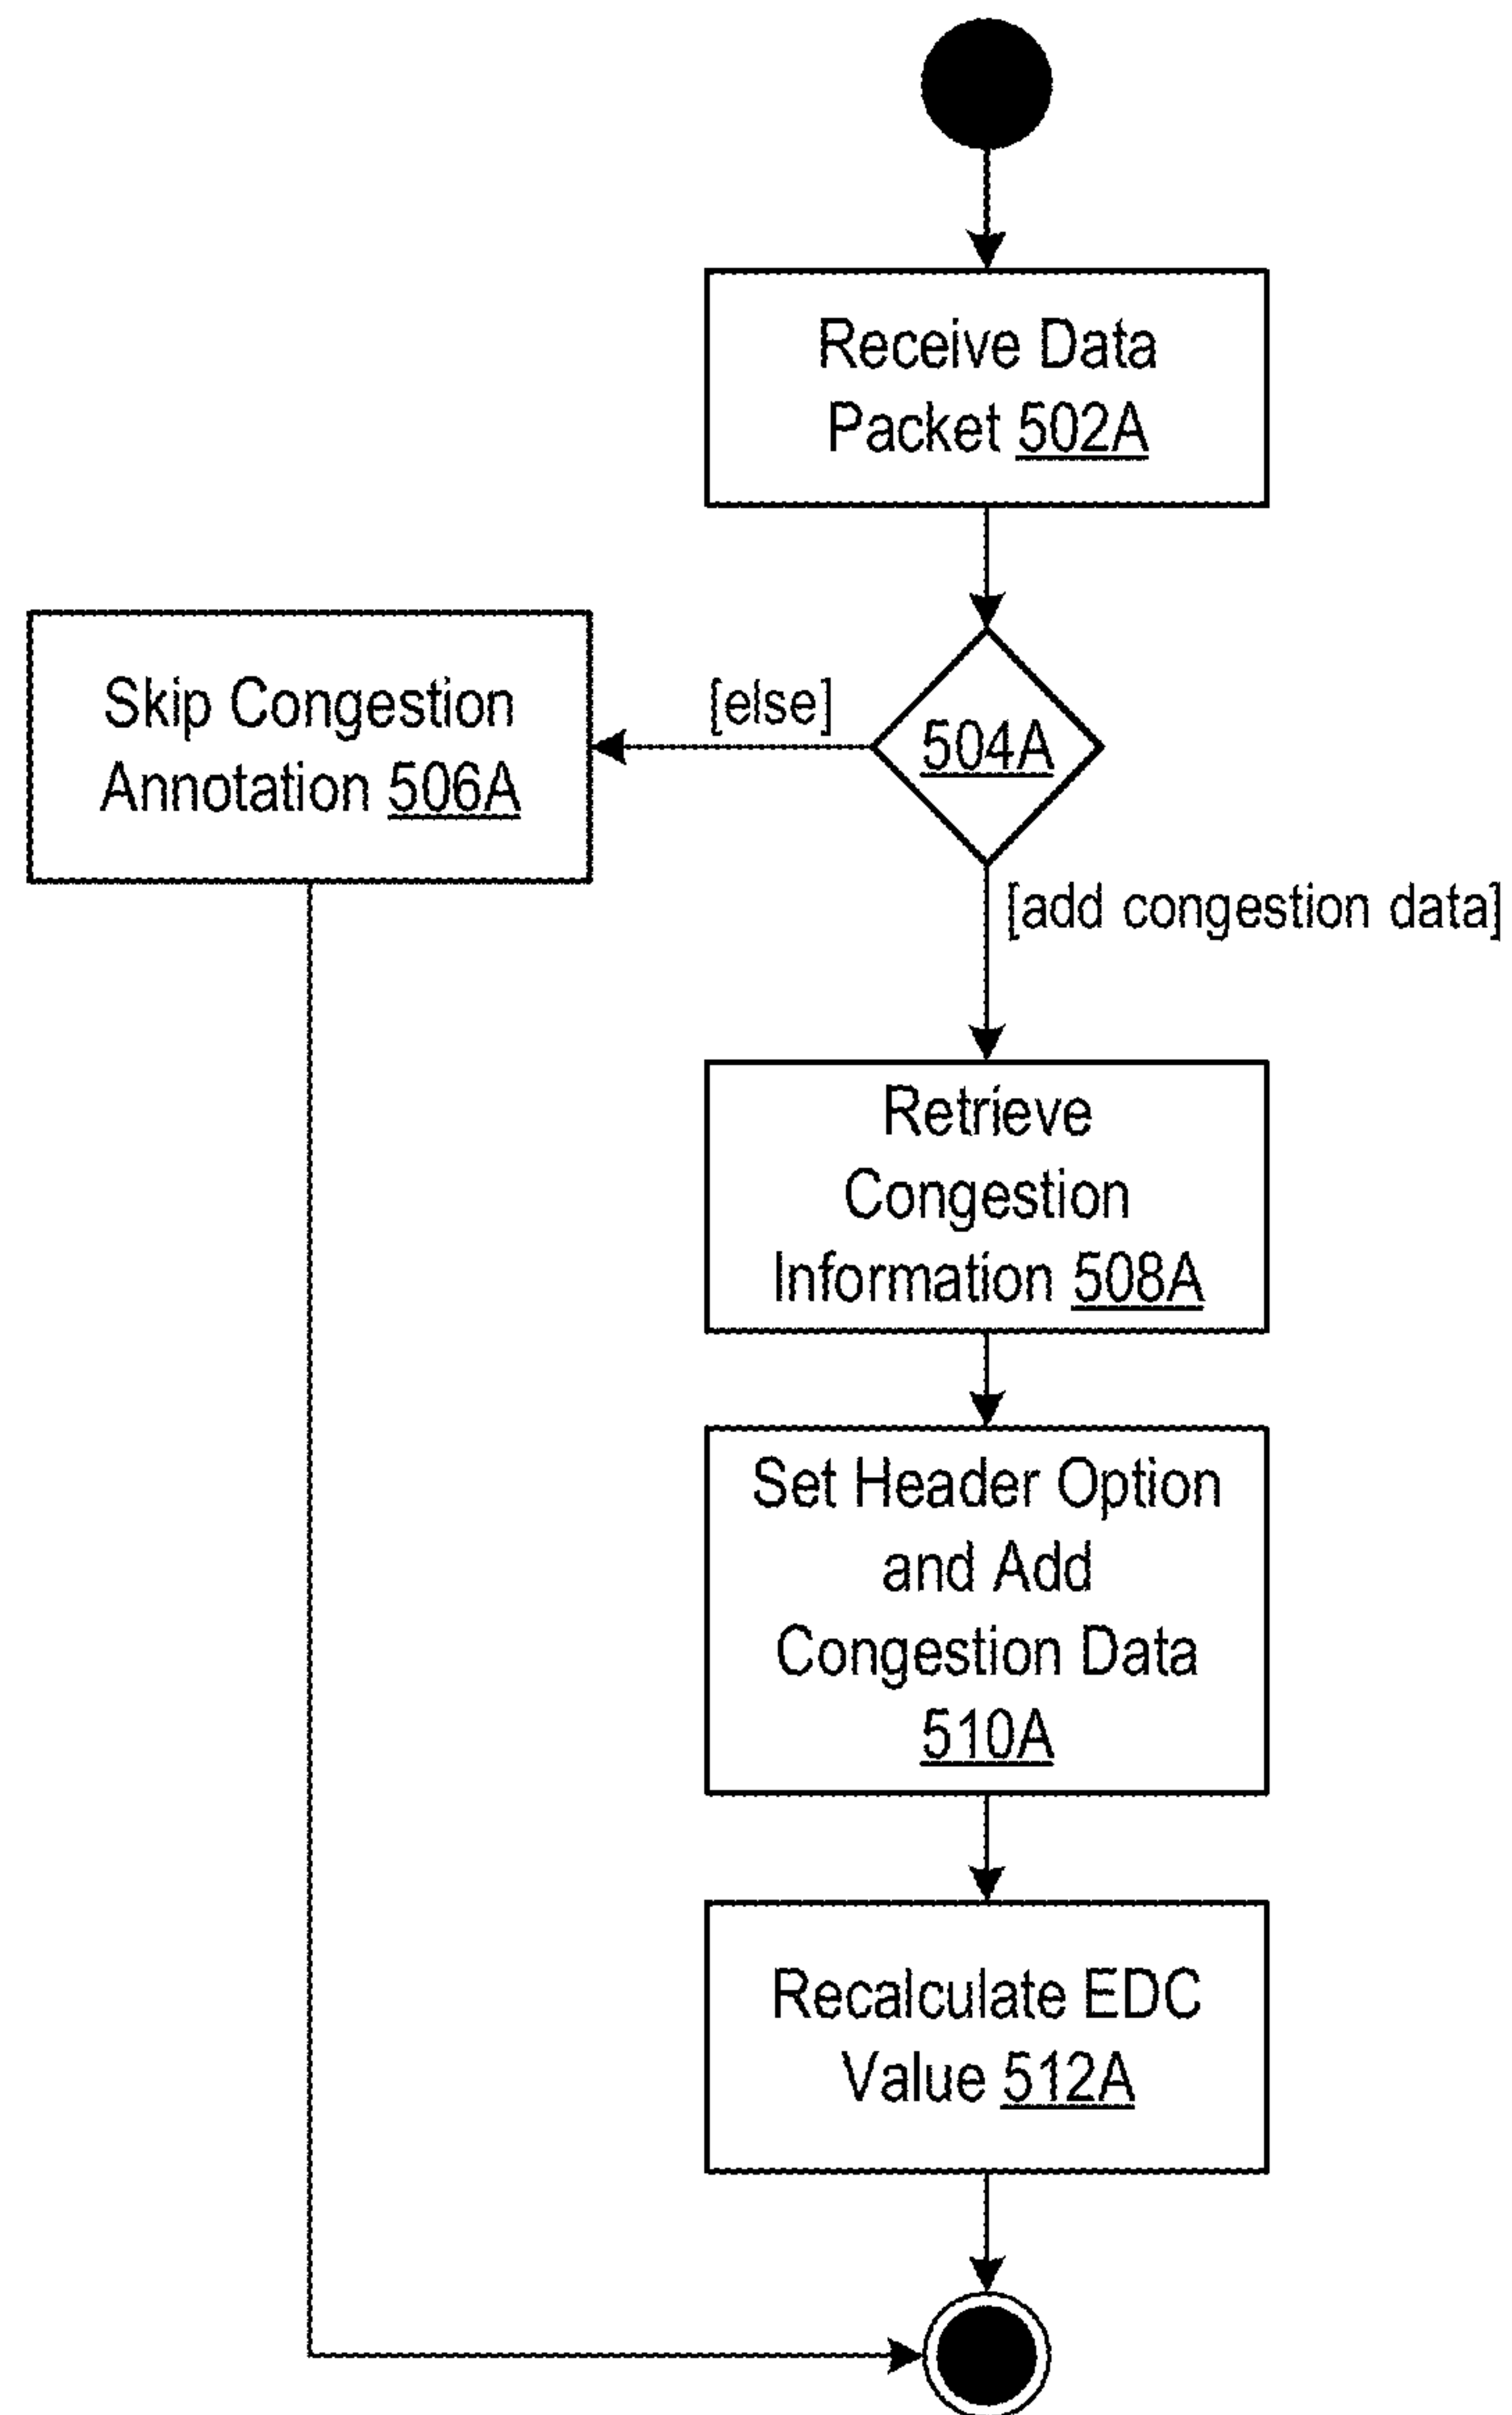 Receive Data
Packet 502A
Skip Congestion
Annotation 506A
[else]
504A
[add congestion data]
Retrieve
Congestion
Information 508A
Set Header Option
and Add
Congestion Data
510A
Recalculate EDC
Value 512A